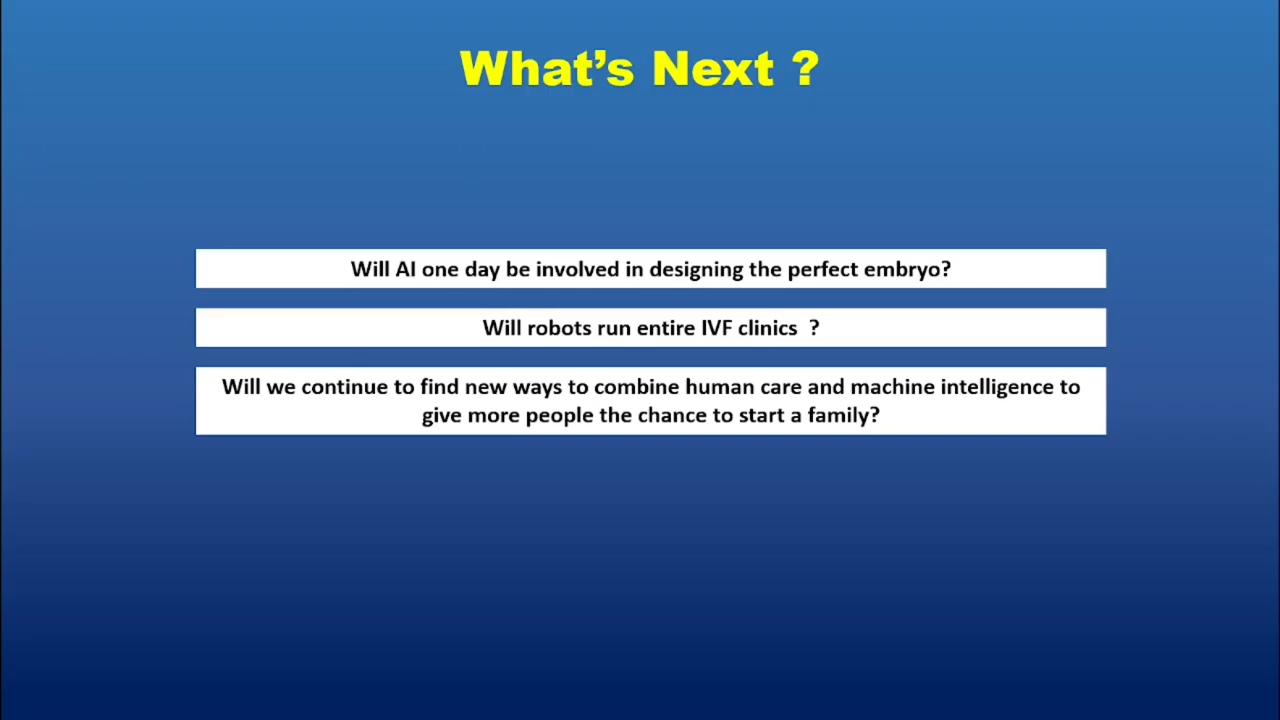 What’s Next ?
Will AI one day be involved in designing the perfect embryo?
Will robots run entire IVF clinics  ?
Will we continue to find new ways to combine human care and machine intelligence to
give more people the chance to start a family?